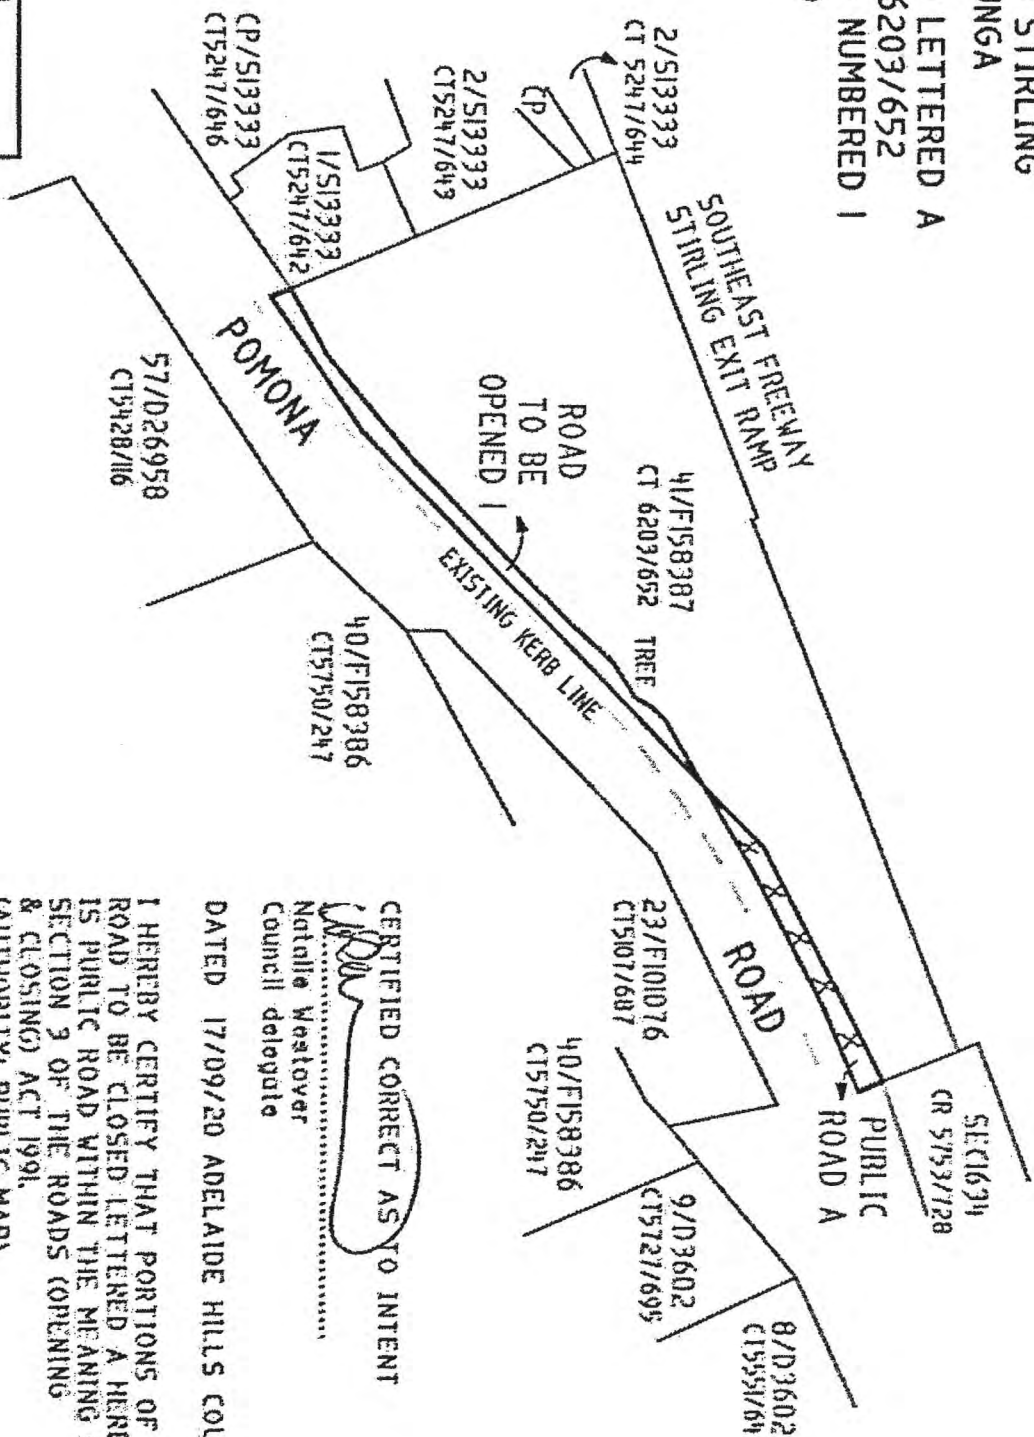 STIRLING
UNGA
LETTERED A
6203/652
NUMBERED 1
2/S13333
CT 5247/644
CP
2/S13333
CT5247/643
CP/S13333
CT5247/646
1/S13333
CT5247/642
SOUTHEAST FREEWAY
STIRLING EXIT RAMP
ROAD
TO BE
OPENED 1
41/F158387
CT 6203/652
TREE
EXISTING KERB LINE
POMONA
ROAD
57/D26958
CT5428/116
40/F158386
CT5750/247
23/F101076
CT5107/687
PUBLIC
ROAD A
SEC1634
CR 5753/728
40/F158386
CT5750/247
9/D3602
CT5727/695
8/D3602
CT5551/64
CERTIFIED CORRECT AS TO INTENT
Natalie Westover
Council delegate
DATED 17/09/20 ADELAIDE HILLS COU
I HEREBY CERTIFY THAT PORTIONS OF
ROAD TO BE CLOSED LETTERED A HERE
IS PUBLIC ROAD WITHIN THE MEANING
SECTION 3 OF THE ROADS (OPENING
& CLOSING) ACT 1991.